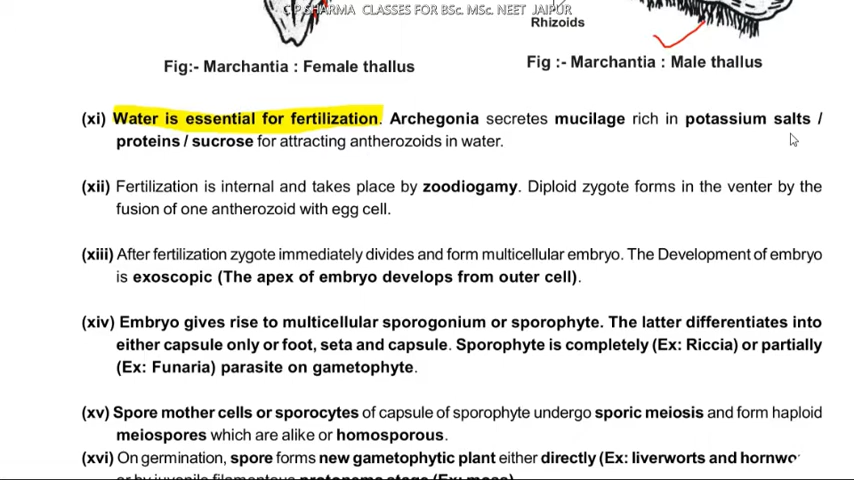 C P SHARMA CLASSES FOR BSc. MSc. NEET JAIPUR
Rhizoids
Fig:- Marchantia : Female thallus
Fig :- Marchantia : Male thallus
(xi) Water is essential for fertilization. Archegonia secretes mucilage rich in potassium salts /
proteins / sucrose for attracting antherozoids in water.
(xii) Fertilization is internal and takes place by zoodiogamy. Diploid zygote forms in the venter by the
fusion of one antherozoid with egg cell.
(xiii) After fertilization zygote immediately divides and form multicellular embryo. The Development of embryo
is exoscopic (The apex of embryo develops from outer cell).
(xiv) Embryo gives rise to multicellular sporogonium or sporophyte. The latter differentiates into
either capsule only or foot, seta and capsule. Sporophyte is completely (Ex: Riccia) or partially
(Ex: Funaria) parasite on gametophyte.
(xv) Spore mother cells or sporocytes of capsule of sporophyte undergo sporic meiosis and form haploid
meiospores which are alike or homosporous.
(xvi) On germination, spore forms new gametophytic plant either directly (Ex: liverworts and hornwo
or by juvenile filamentous protonema stage (Ex: moss)